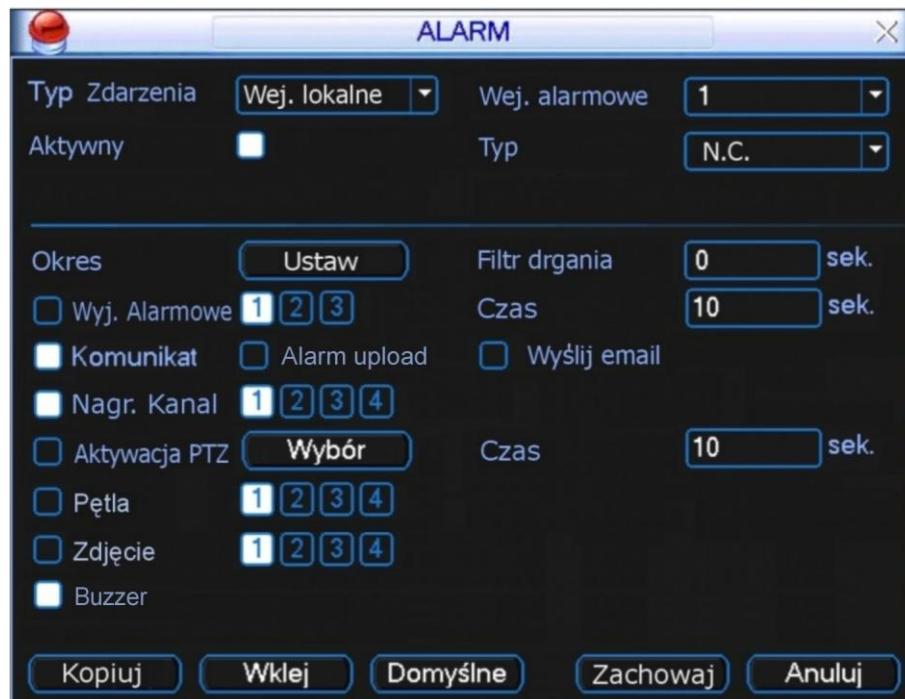 ALARM
Typ Zdarzenia Wej. lokalne Wej. alarmowe 1
Aktywny Typ N.C.
Okres Ustaw Filtr drgania 0 sek.
Wyj. Alarmowe 1 2 3 Czas 10 sek.
Komunikat Alarm upload Wyślij email
Nagr. Kanal 1 2 3 4
Aktywacja PTZ Wybór Czas 10 sek.
Pętla 1 2 3 4
Zdjęcie 1 2 3 4
Buzzer
Kopiuj Wklej Domyślne Zachowaj Anuluj